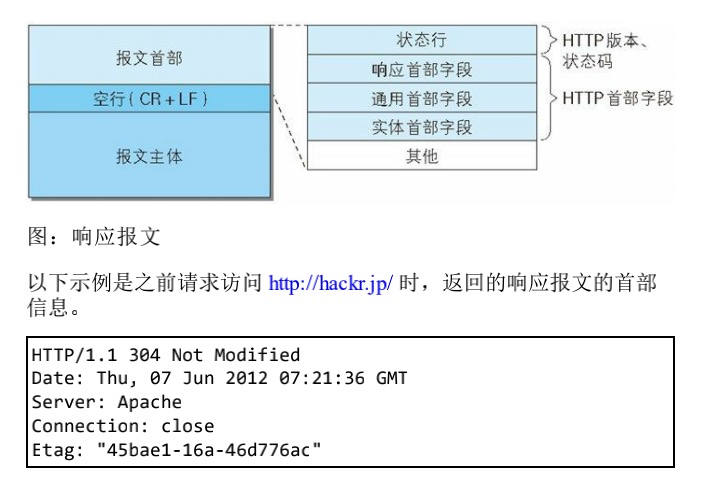 报文首部
空行（CR+LF）
报文主体
状态行
响应首部字段
通用首部字段
实体首部字段
其他
HTTP版本、
状态码
HTTP首部字段
图：响应报文
以下示例是之前请求访问 http://hackr.jp/ 时，返回的响应报文的首部
信息。
HTTP/1.1 304 Not Modified
Date: Thu, 07 Jun 2012 07:21:36 GMT
Server: Apache
Connection: close
Etag: "45bae1-16a-46d776ac"